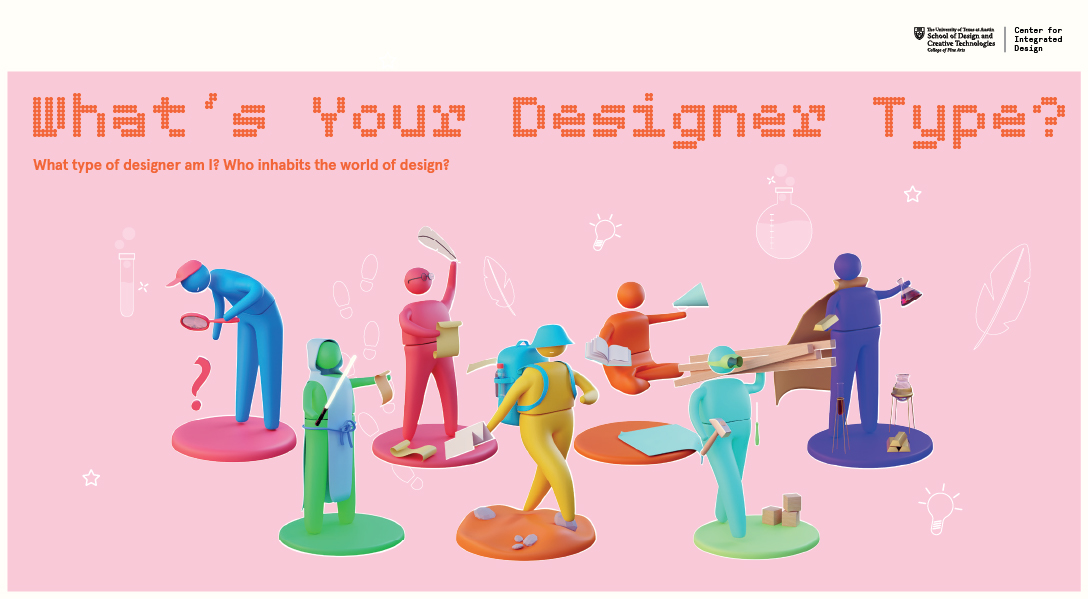 The University of Texas at Austin
School of Design and
Creative Technologies
College of Fine Arts
Center for
Integrated
Design
What's Your Designer Type?
What type of designer am I? Who inhabits the world of design?
?